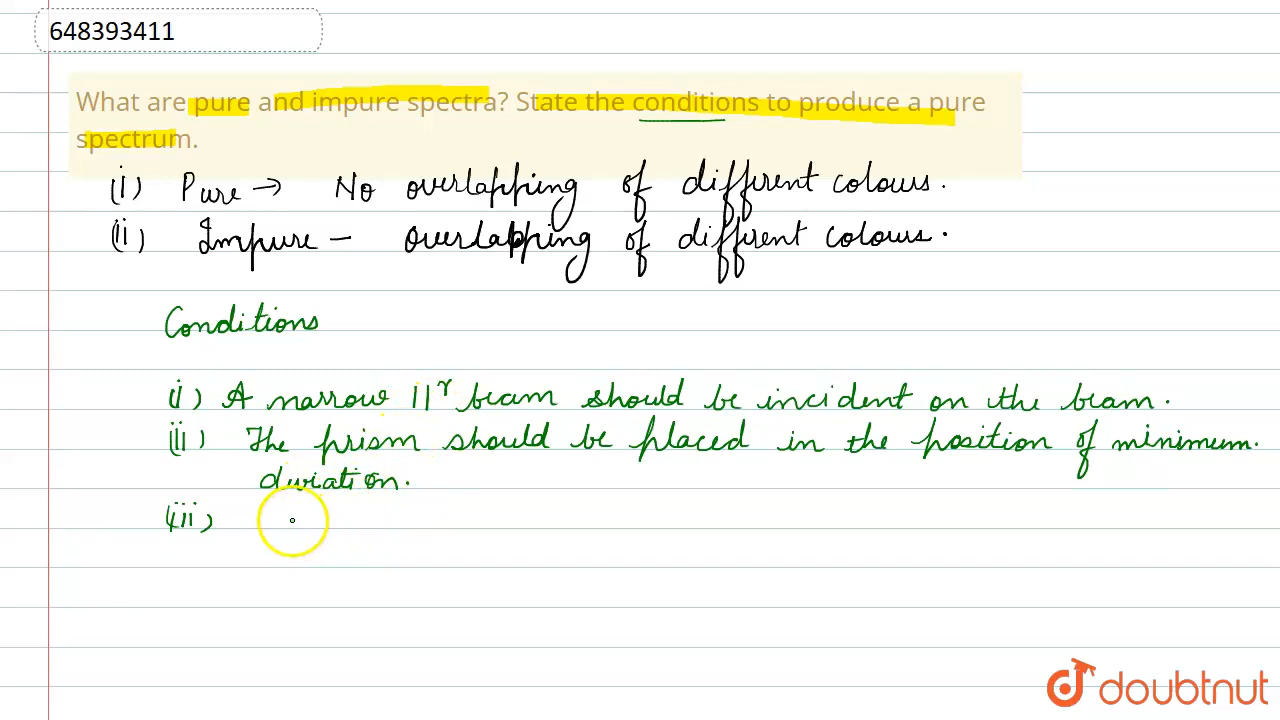 648393411
What are pure and impure spectra? State the conditions to produce a pure
spectrum.
(i) Pure → No overlapping of different colours.
(ii) Impure – overlapping of different colours.
Conditions
(i) A narrow ||ʳ beam should be incident on the beam.
(ii) The prism should be placed in the position of minimum.
diviation.
(iii)
doubtnut